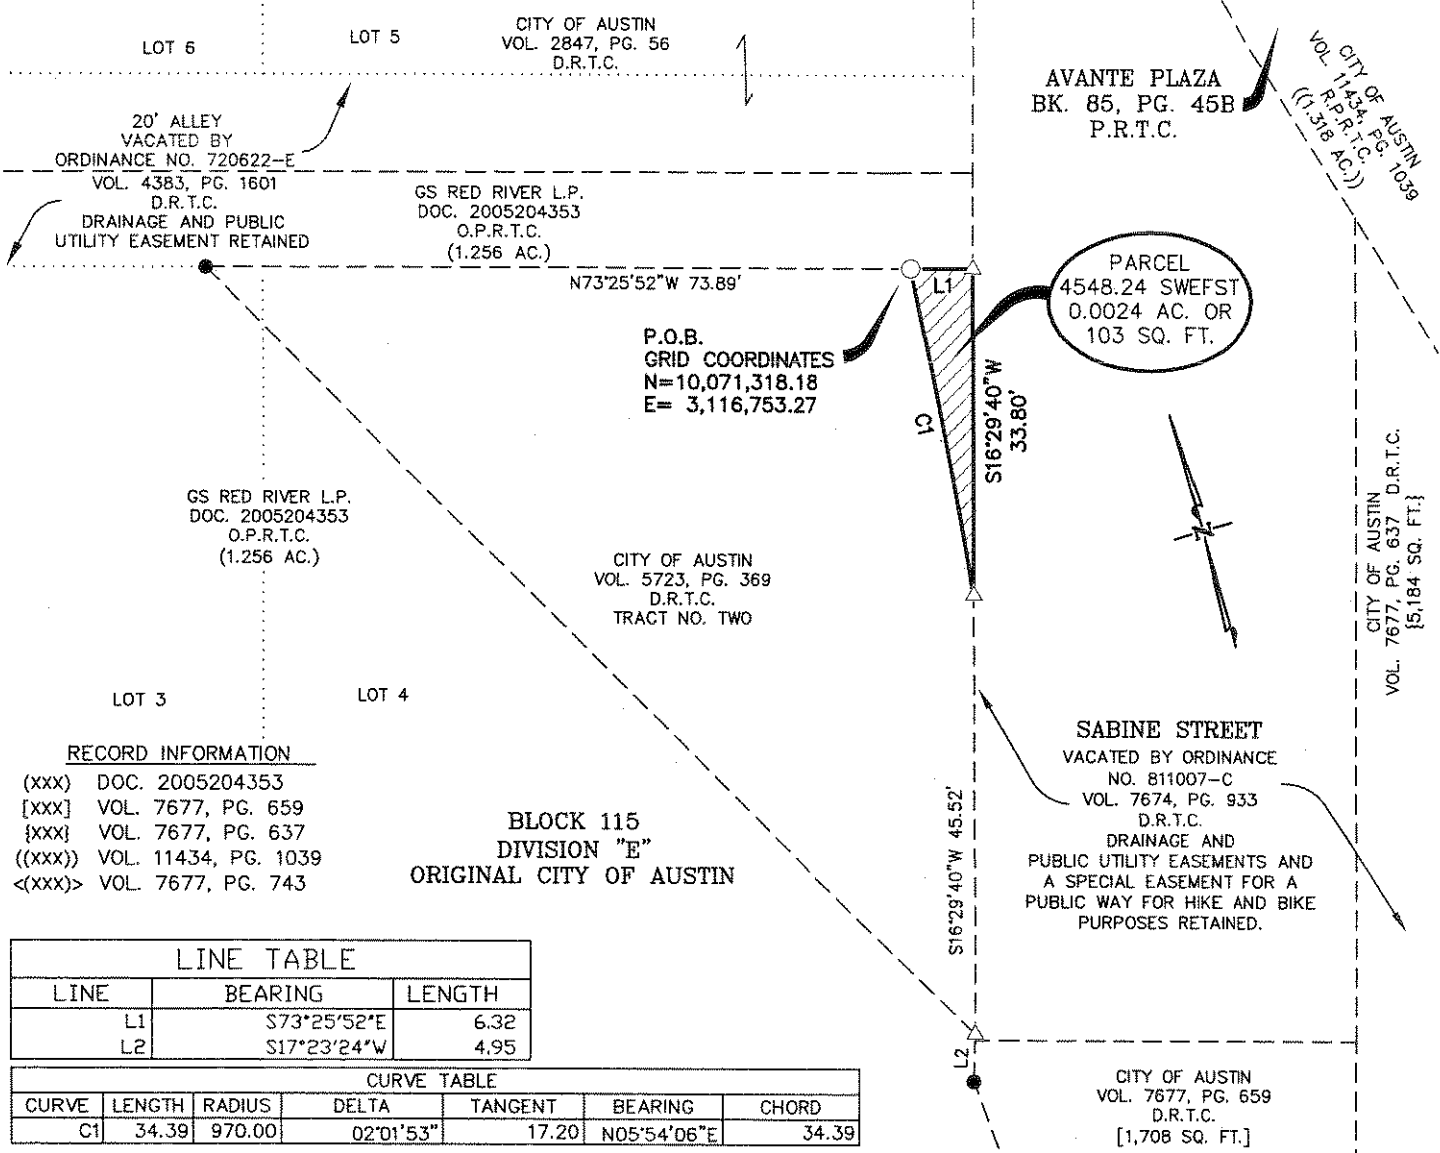 LOT 6
LOT 5
CITY OF AUSTIN
VOL. 2847, PG. 56
D.R.T.C.
AVANTE PLAZA
BK. 85, PG. 45B
P.R.T.C.
CITY OF AUSTIN
VOL. 11434, PG. 1039
R.P.R.T.C.
((1.318 AC.))
20' ALLEY
VACATED BY
ORDINANCE NO. 720622-E
VOL. 4383, PG. 1601
D.R.T.C.
DRAINAGE AND PUBLIC
UTILITY EASEMENT RETAINED
GS RED RIVER L.P.
DOC. 2005204353
O.P.R.T.C.
(1.256 AC.)
N73°25'52"W 73.89'
L1
PARCEL
4548.24 SWEFST
0.0024 AC. OR
103 SQ. FT.
P.O.B.
GRID COORDINATES
N=10,071,318.18
E= 3,116,753.27
C1
S16°29'40"W
33.80'
N
CITY OF AUSTIN
VOL. 7677, PG. 637 D.R.T.C.
{5,184 SQ. FT.}
GS RED RIVER L.P.
DOC. 2005204353
O.P.R.T.C.
(1.256 AC.)
CITY OF AUSTIN
VOL. 5723, PG. 369
D.R.T.C.
TRACT NO. TWO
LOT 3
LOT 4
SABINE STREET
VACATED BY ORDINANCE
NO. 811007-C
VOL. 7674, PG. 933
D.R.T.C.
DRAINAGE AND
PUBLIC UTILITY EASEMENTS AND
A SPECIAL EASEMENT FOR A
PUBLIC WAY FOR HIKE AND BIKE
PURPOSES RETAINED.
S16°29'40"W 45.52'
RECORD INFORMATION
(XXX) DOC. 2005204353
[XXX] VOL. 7677, PG. 659
{XXX} VOL. 7677, PG. 637
((XXX)) VOL. 11434, PG. 1039
<(XXX)> VOL. 7677, PG. 743
BLOCK 115
DIVISION "E"
ORIGINAL CITY OF AUSTIN
LINE TABLE
LINE BEARING LENGTH
L1 S73°25'52"E 6.32
L2 S17°23'24"W 4.95
L2
CURVE TABLE
CURVE LENGTH RADIUS DELTA TANGENT BEARING CHORD
C1 34.39 970.00 02°01'53" 17.20 N05°54'06"E 34.39
CITY OF AUSTIN
VOL. 7677, PG. 659
D.R.T.C.
[1,708 SQ. FT.]